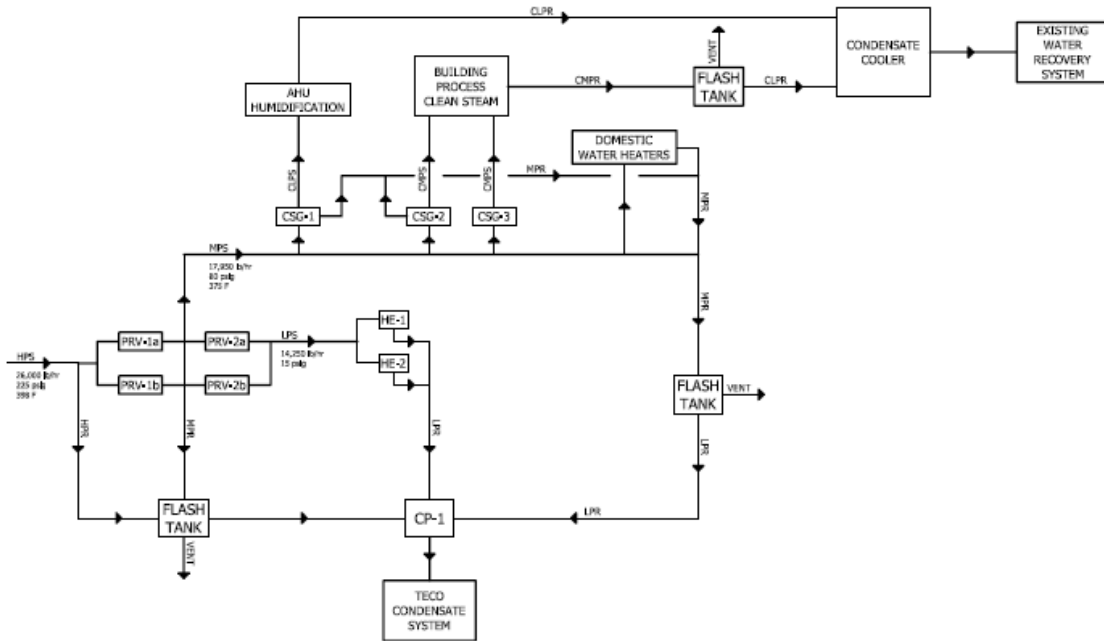 CLPR
CONDENSATE
COOLER
EXISTING
WATER
RECOVERY
SYSTEM
BUILDING
PROCESS
CLEAN STEAM
CMPR
VENT
FLASH
TANK
CLPR
AHU
HUMIDIFICATION
DOMESTIC
WATER HEATERS
CLPS
CMPS
CMPS
MPR
MPR
CSG-1
CSG-2
CSG-3
MPS
17,950 lb/hr
80 psig
375 F
MPR
HE-1
PRV-1a
PRV-2a
LPS
14,250 lb/hr
15 psig
HE-2
HPS
26,000 lb/hr
225 psig
398 F
PRV-1b
PRV-2b
FLASH
TANK
VENT
HPR
MPR
LPR
LPR
FLASH
TANK
CP-1
LPR
VENT
TECO
CONDENSATE
SYSTEM